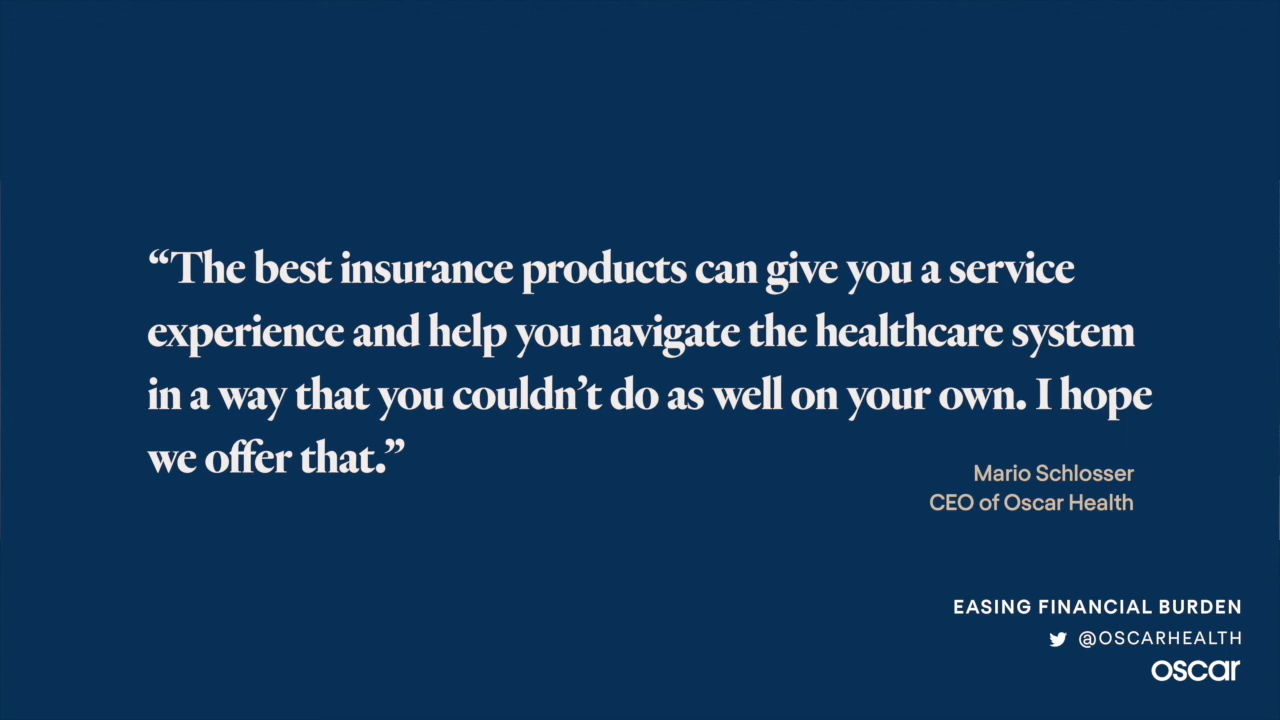 “The best insurance products can give you a service
experience and help you navigate the healthcare system
in a way that you couldn’t do as well on your own. I hope
we offer that.”
Mario Schlosser
CEO of Oscar Health
EASING FINANCIAL BURDEN
@OSCARHEALTH
oscar